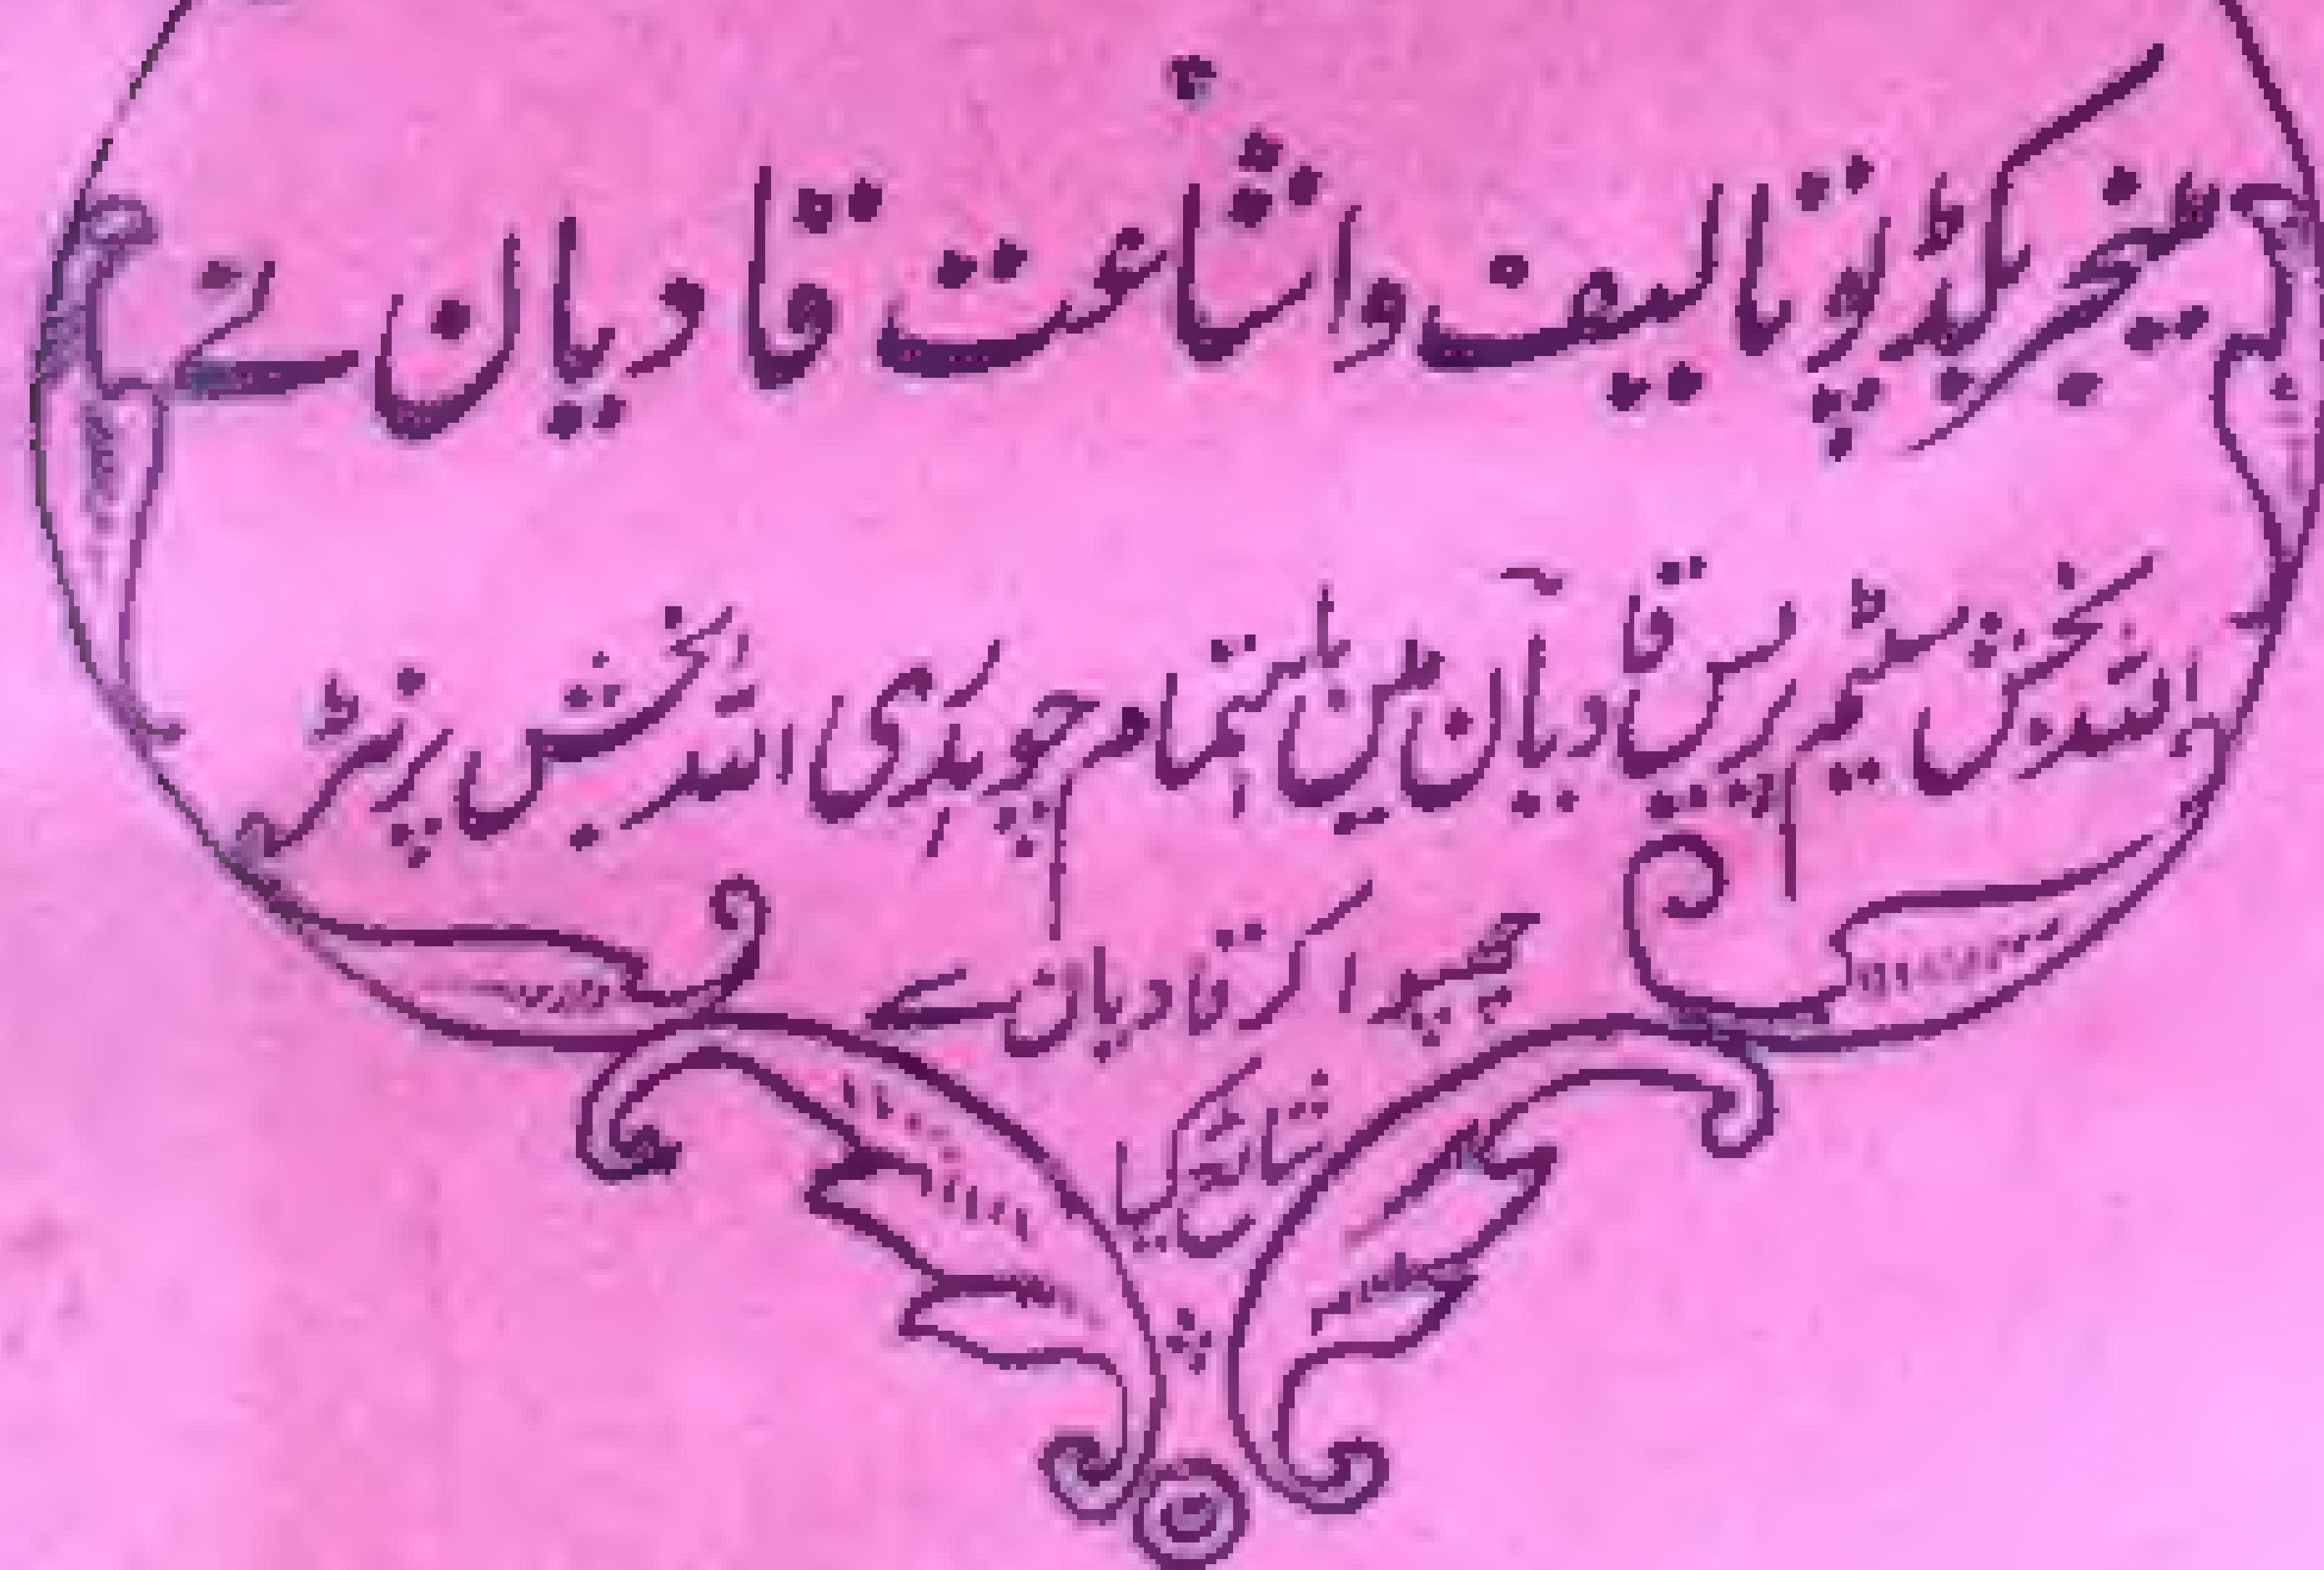 مینجر بکڈپو تالیف و اشاعت قادیان نے
اللہ بخش سٹیم پریس قادیان میں باہتمام چوہدری اللہ بخش پرنٹر
چھپوا کر قادیان سے
شائع کیا